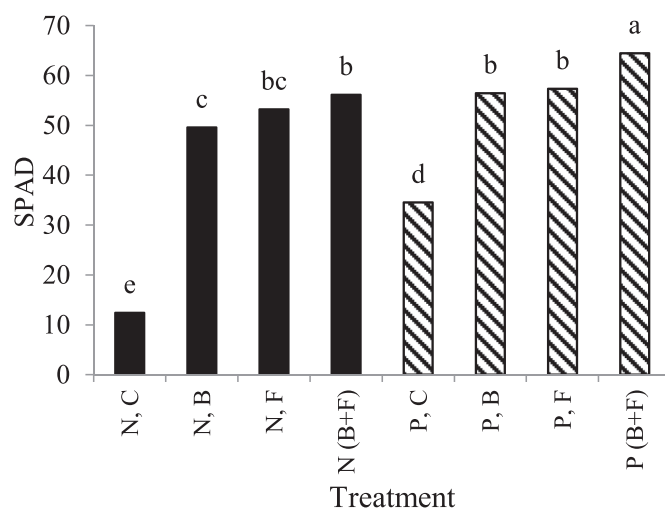 70
60
50
40
30
20
10
0
SPAD
e
c
bc
b
d
b
b
a
N, C
N, B
N, F
N (B+F)
P, C
P, B
P, F
P (B+F)
Treatment